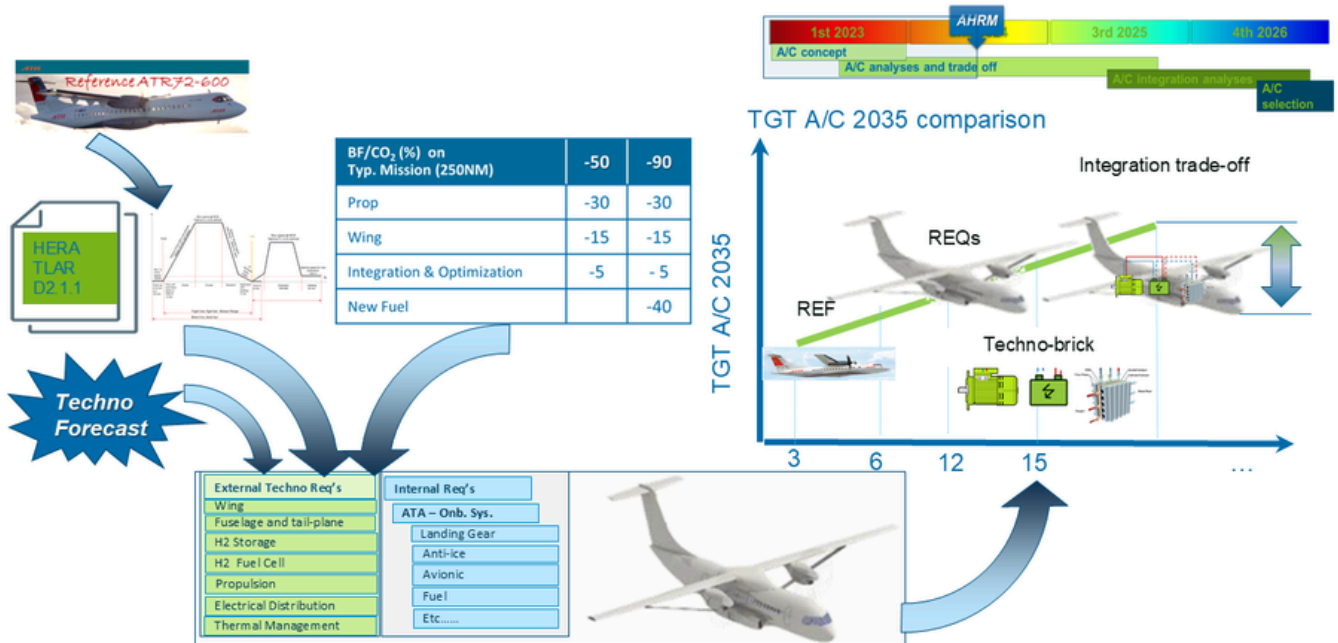 Reference ATR72-600
HERA
TLAR
D2.1.1
Techno
Forecast
BF/CO₂ (%) on
Typ. Mission (250NM)
-50
-90
Prop
-30
-30
Wing
-15
-15
Integration & Optimization
-5
- 5
New Fuel
-40
External Techno Req's
Wing
Fuselage and tail-plane
H2 Storage
H2 Fuel Cell
Propulsion
Electrical Distribution
Thermal Management
Internal Req's
ATA – Onb. Sys.
Landing Gear
Anti-ice
Avionic
Fuel
Etc......
AHRM
1st 2023
3rd 2025
4th 2026
A/C concept
A/C analyses and trade off
A/C Integration analyses
A/C
selection
TGT A/C 2035 comparison
TGT A/C 2035
Integration trade-off
REQs
REF
Techno-brick
3
6
12
15
...